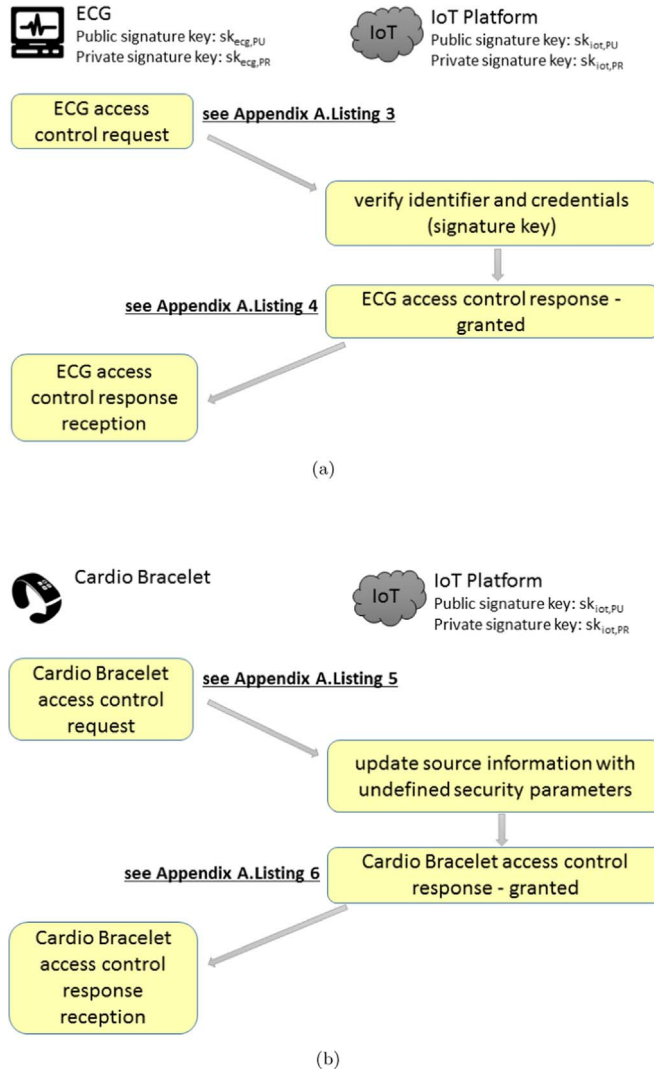 ECG
Public signature key: sk_ecg,PU
Private signature key: sk_ecg,PR
IoT
IoT Platform
Public signature key: sk_iot,PU
Private signature key: sk_iot,PR
ECG access
control request
see Appendix A.Listing 3
verify identifier and credentials
(signature key)
see Appendix A.Listing 4
ECG access control response -
granted
ECG access
control response
reception
(a)
Cardio Bracelet
IoT
IoT Platform
Public signature key: sk_iot,PU
Private signature key: sk_iot,PR
Cardio Bracelet
access control
request
see Appendix A.Listing 5
update source information with
undefined security parameters
see Appendix A.Listing 6
Cardio Bracelet access control
response - granted
Cardio Bracelet
access control
response
reception
(b)